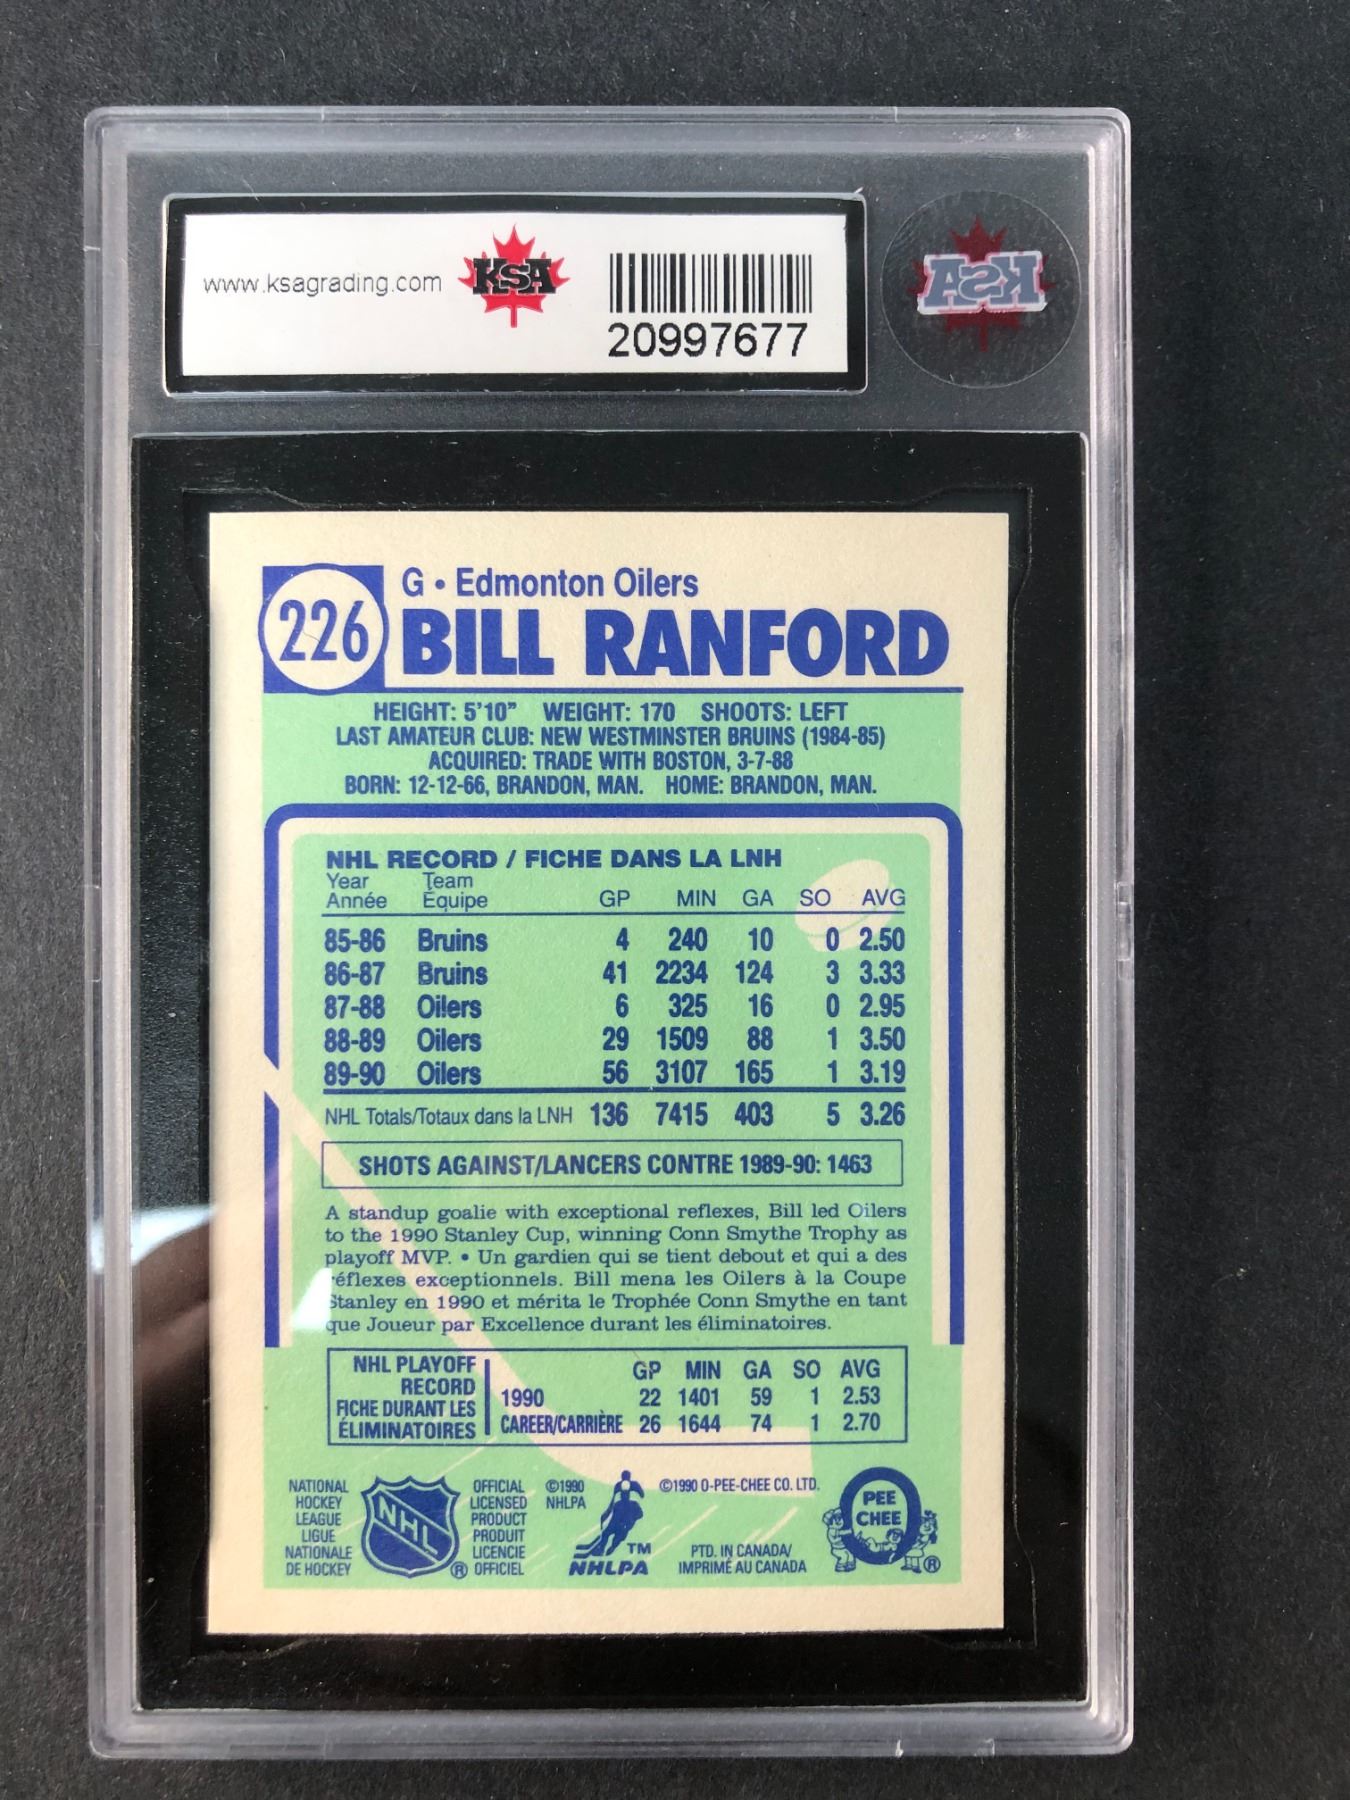 www.ksagrading.com KSA
20997677
KSA
226
G • Edmonton Oilers
BILL RANFORD
HEIGHT: 5'10" WEIGHT: 170 SHOOTS: LEFT
LAST AMATEUR CLUB: NEW WESTMINSTER BRUINS (1984-85)
ACQUIRED: TRADE WITH BOSTON, 3-7-88
BORN: 12-12-66, BRANDON, MAN. HOME: BRANDON, MAN.
NHL RECORD / FICHE DANS LA LNH
Year Team
Année Équipe GP MIN GA SO AVG
85-86 Bruins 4 240 10 0 2.50
86-87 Bruins 41 2234 124 3 3.33
87-88 Oilers 6 325 16 0 2.95
88-89 Oilers 29 1509 88 1 3.50
89-90 Oilers 56 3107 165 1 3.19
NHL Totals/Totaux dans la LNH 136 7415 403 5 3.26
SHOTS AGAINST/LANCERS CONTRE 1989-90: 1463
A standup goalie with exceptional reflexes, Bill led Oilers
to the 1990 Stanley Cup, winning Conn Smythe Trophy as
playoff MVP. • Un gardien qui se tient debout et qui a des
réflexes exceptionnels. Bill mena les Oilers à la Coupe
Stanley en 1990 et mérita le Trophée Conn Smythe en tant
que Joueur par Excellence durant les éliminatoires.
NHL PLAYOFF
RECORD
FICHE DURANT LES
ÉLIMINATOIRES
GP MIN GA SO AVG
1990 22 1401 59 1 2.53
CAREER/CARRIÈRE 26 1644 74 1 2.70
NATIONAL
HOCKEY
LEAGUE
LIGUE
NATIONALE
DE HOCKEY
NHL ®
OFFICIAL
LICENSED
PRODUCT
PRODUIT
LICENCIE
OFFICIEL
©1990
NHLPA
TM
NHLPA
©1990 O-PEE-CHEE CO. LTD.
PTD. IN CANADA/
IMPRIMÉ AU CANADA
PEE
CHEE
®